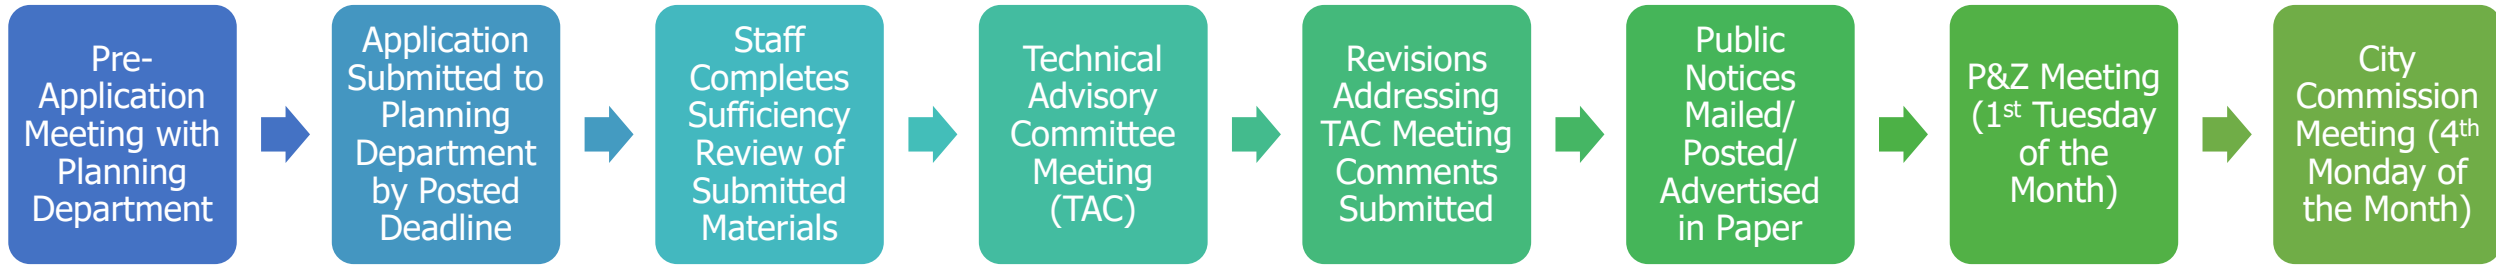 Pre-
Application
Meeting with
Planning
Department
Application
Submitted to
Planning
Department
by Posted
Deadline
Staff
Completes
Sufficiency
Review of
Submitted
Materials
Technical
Advisory
Committee
Meeting
(TAC)
Revisions
Addressing
TAC Meeting
Comments
Submitted
Public
Notices
Mailed/
Posted/
Advertised
in Paper
P&Z Meeting
(1st Tuesday
of the
Month)
City
Commission
Meeting (4th
Monday of
the Month)